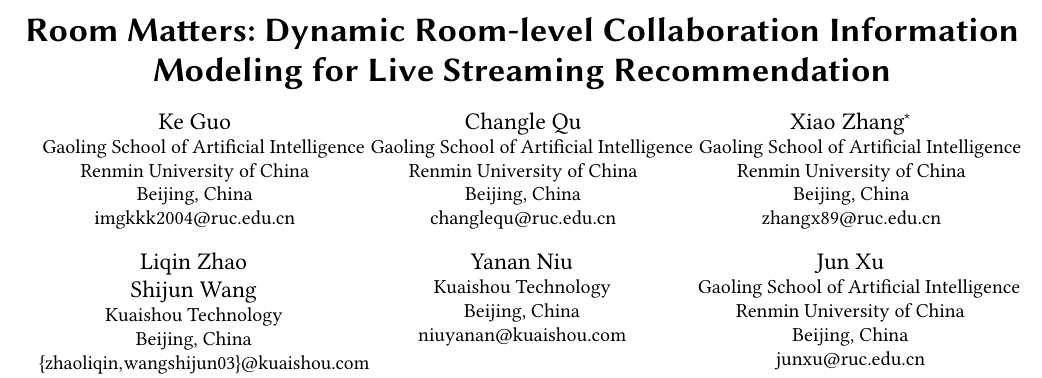 Room Matters: Dynamic Room-level Collaboration Information
Modeling for Live Streaming Recommendation
Ke Guo
Gaoling School of Artificial Intelligence
Renmin University of China
Beijing, China
imgkkk2004@ruc.edu.cn
Changle Qu
Gaoling School of Artificial Intelligence
Renmin University of China
Beijing, China
changlequ@ruc.edu.cn
Xiao Zhang*
Gaoling School of Artificial Intelligence
Renmin University of China
Beijing, China
zhangx89@ruc.edu.cn
Liqin Zhao
Shijun Wang
Kuaishou Technology
Beijing, China
{zhaoliqin,wangshijun03}@kuaishou.com
Yanan Niu
Kuaishou Technology
Beijing, China
niuyanan@kuaishou.com
Jun Xu
Gaoling School of Artificial Intelligence
Renmin University of China
Beijing, China
junxu@ruc.edu.cn